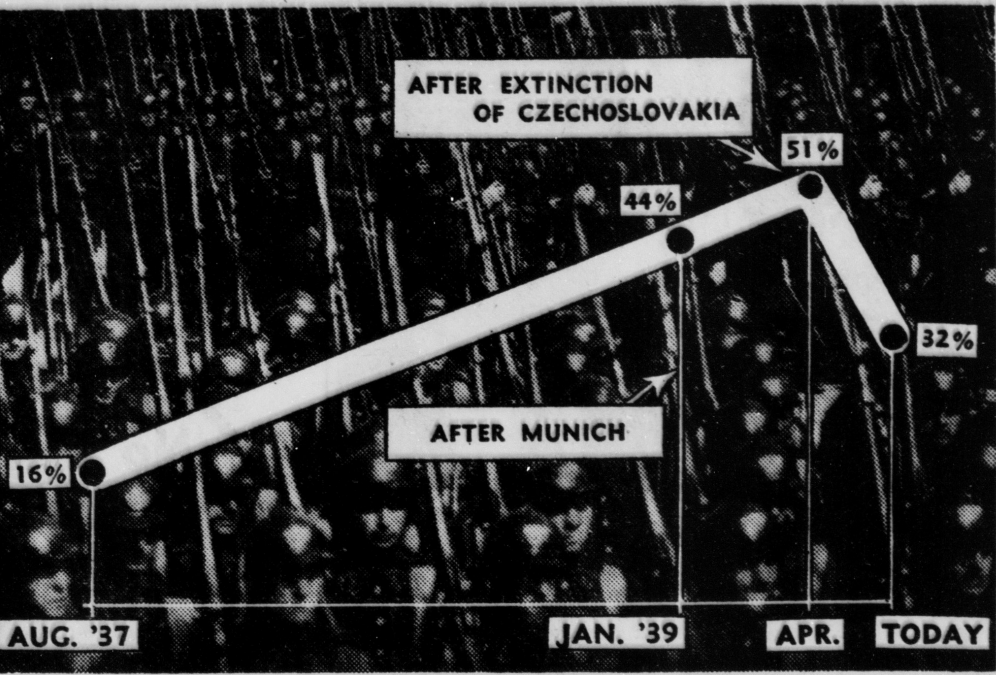 AFTER EXTINCTION
OF CZECHOSLOVAKIA
51%
44%
32%
AFTER MUNICH
16%
AUG. '37
JAN. '39
APR.
TODAY